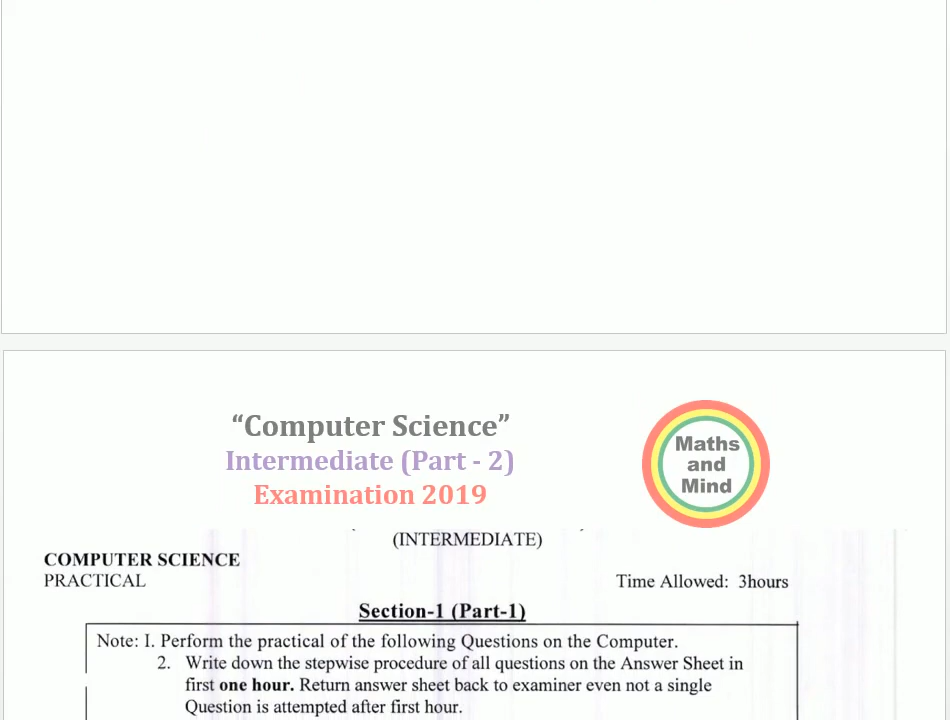 “Computer Science”
Intermediate (Part - 2)
Examination 2019
Maths
and
Mind
(INTERMEDIATE)
COMPUTER SCIENCE
PRACTICAL
Time Allowed: 3hours
Section-1 (Part-1)
Note: I. Perform the practical of the following Questions on the Computer.
2. Write down the stepwise procedure of all questions on the Answer Sheet in
first one hour. Return answer sheet back to examiner even not a single
Question is attempted after first hour.